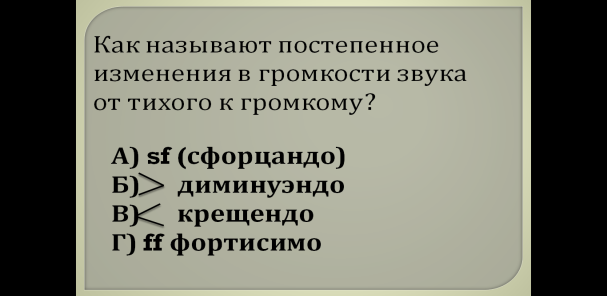 Как называют постепенное
изменения в громкости звука
от тихого к громкому?
А) sf (сфорцандо)
Б)> диминуэндо
В)< крещендо
Г) ff фортисимо